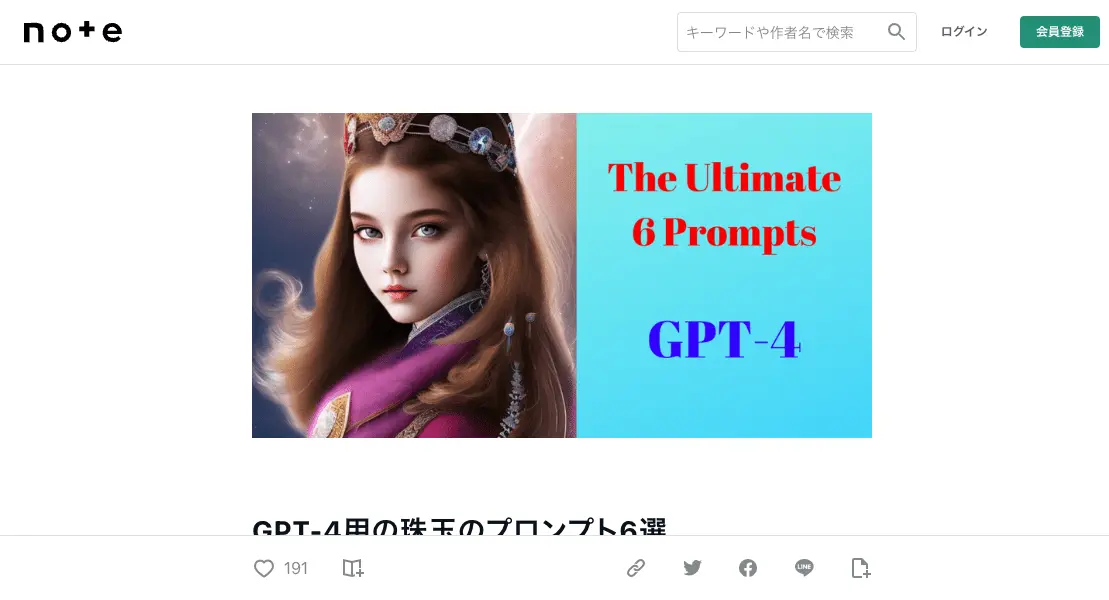 note
キーワードや作者名で検索
ログイン
会員登録
The Ultimate
6 Prompts
GPT-4
GPT-4用の珠玉のプロンプト6選
191
LINE